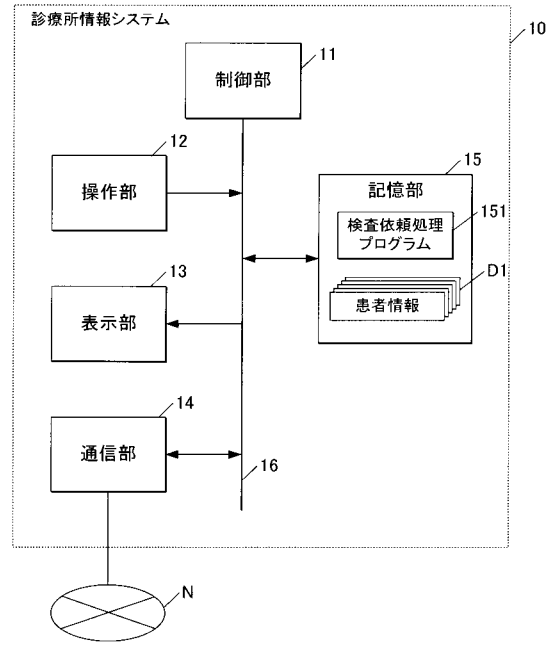 診療所情報システム
10
11
制御部
12
操作部
15
記憶部
検査依頼処理
プログラム
151
D1
患者情報
13
表示部
14
通信部
16
N